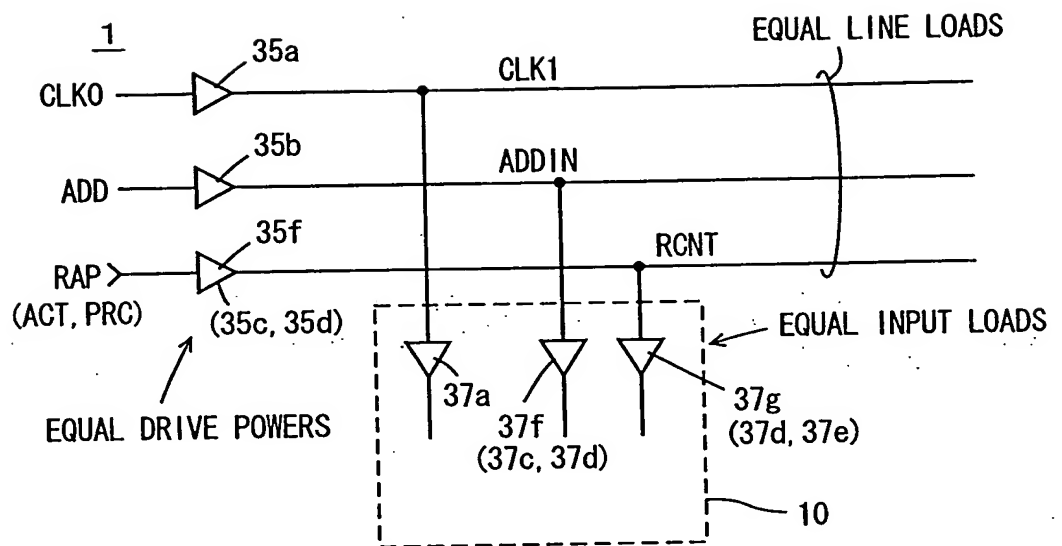 1
35a
EQUAL LINE LOADS
CLK0
CLK1
35b
ADD
ADDIN
35f
RAP
RCNT
(ACT, PRC)
(35c, 35d)
EQUAL INPUT LOADS
37a
EQUAL DRIVE POWERS
37f
37g
(37c, 37d)
(37d, 37e)
10